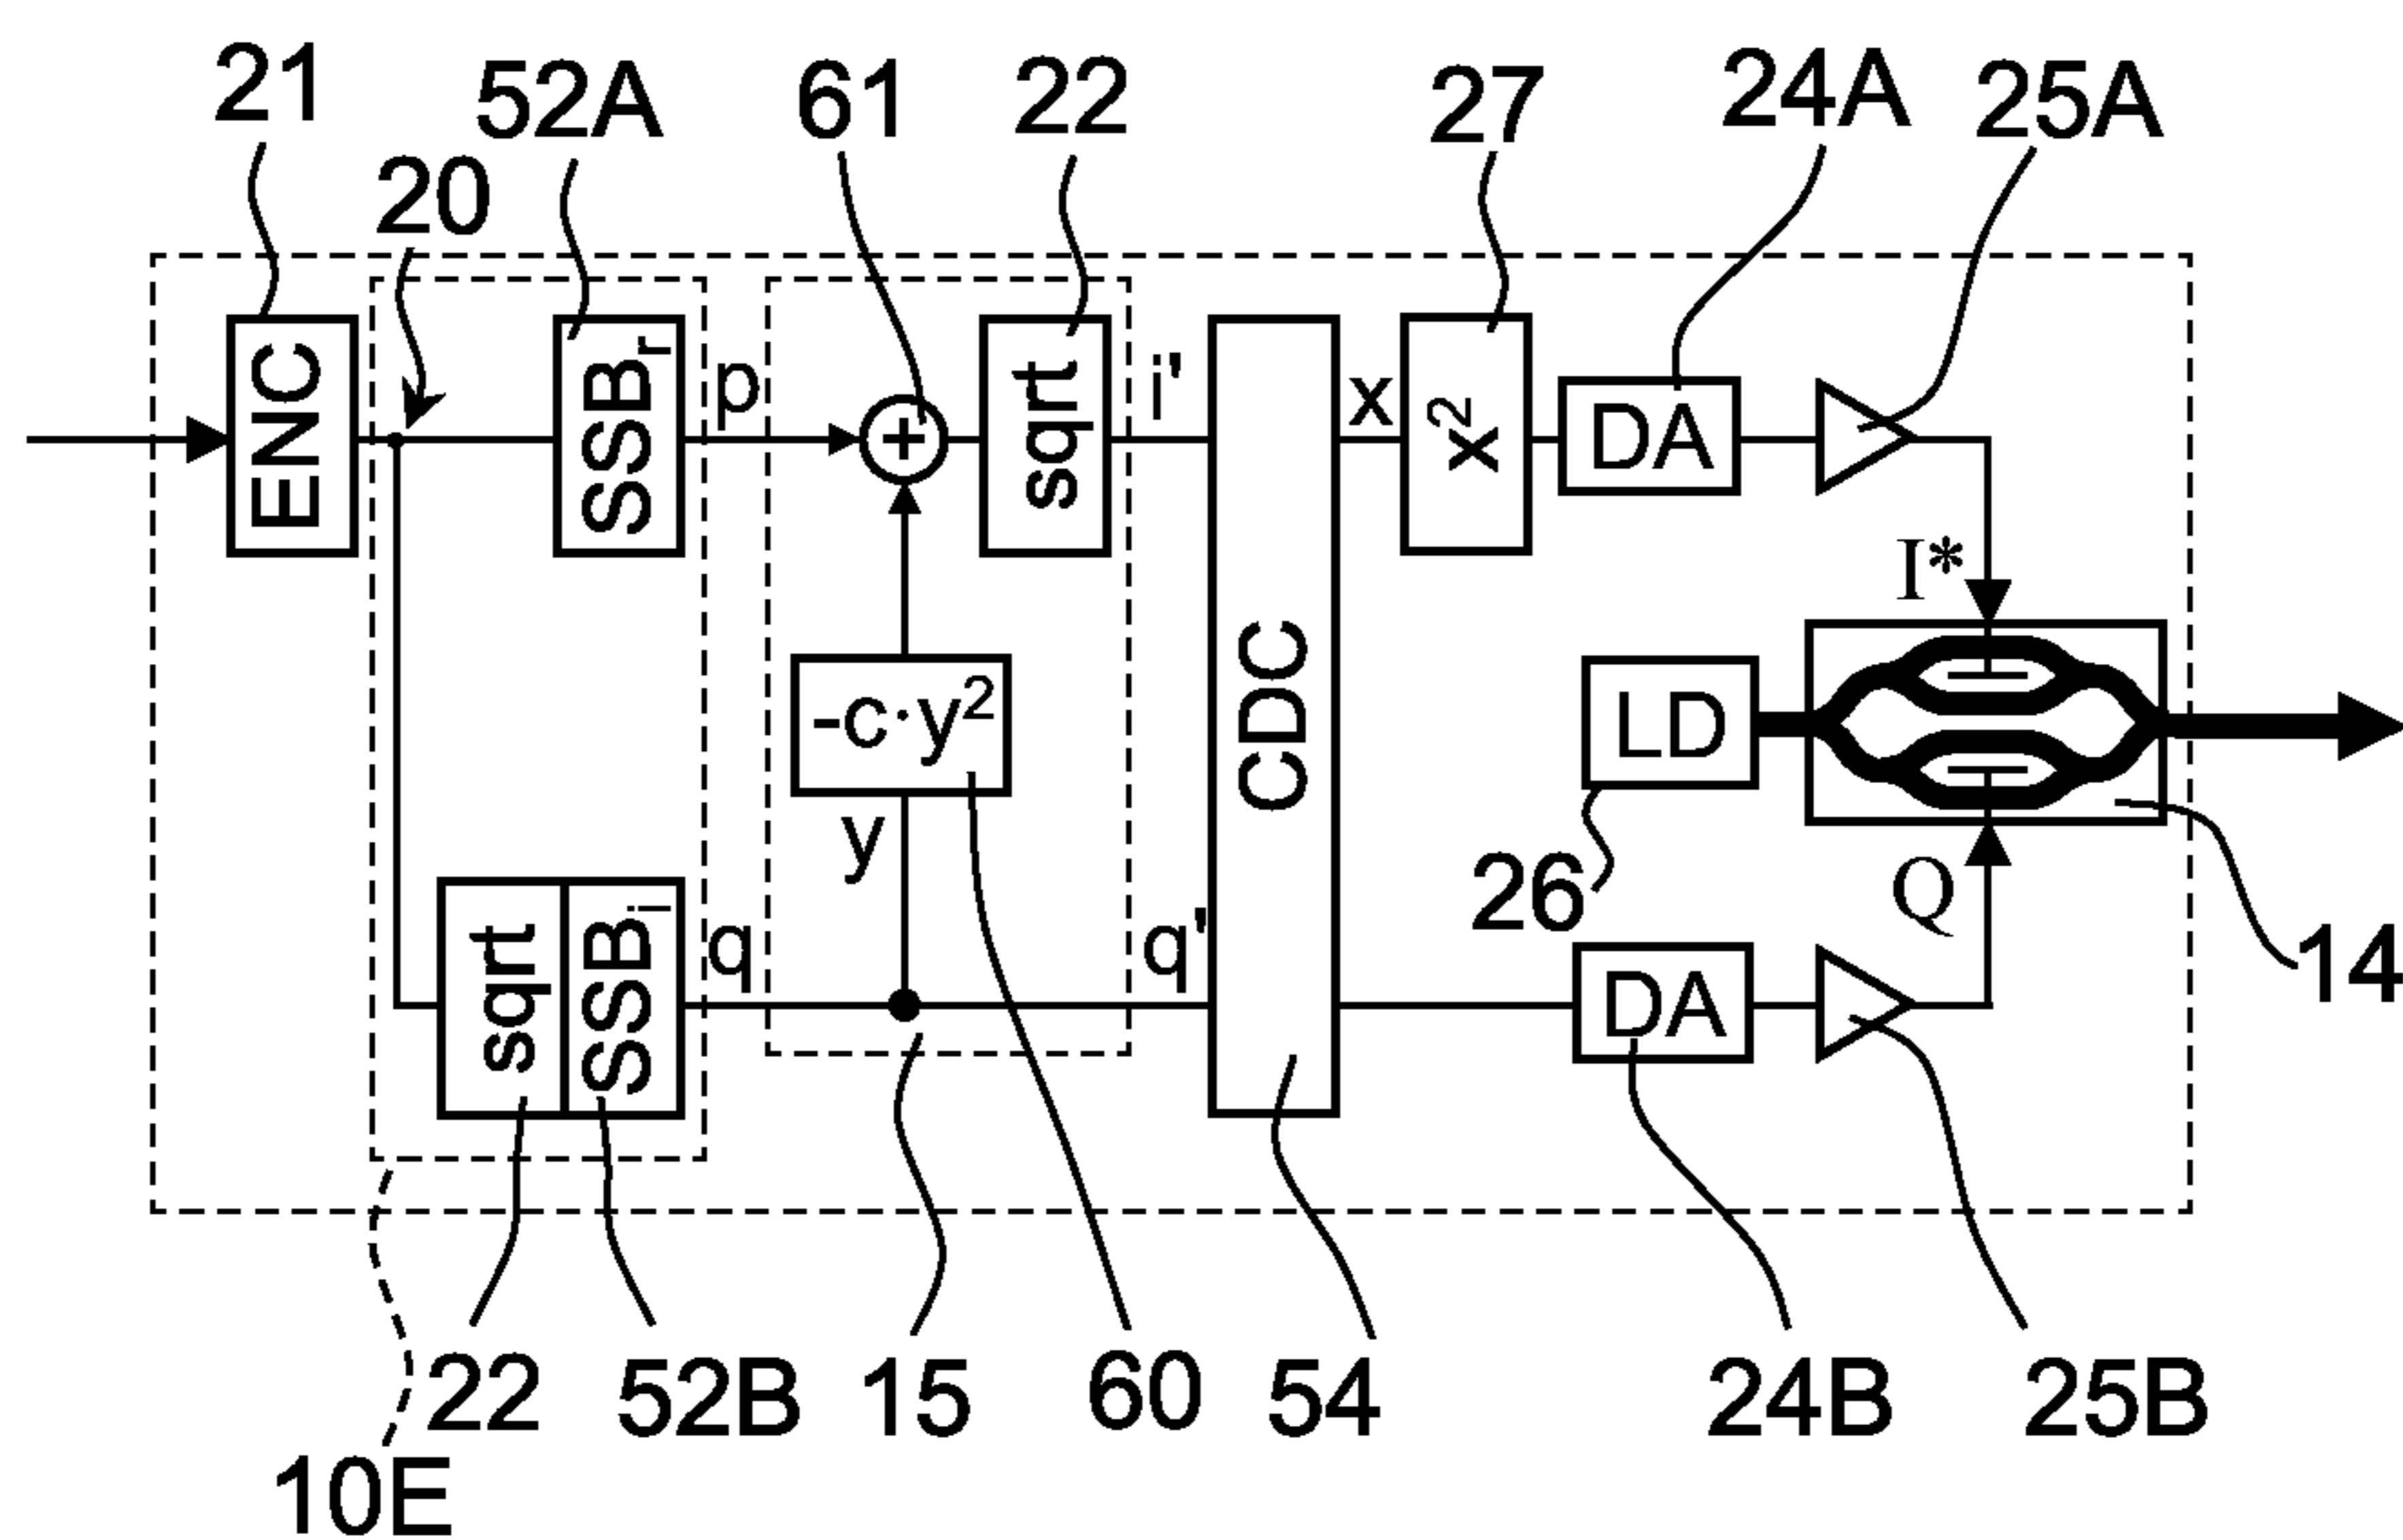 21
52A
61
22
27
24A
25A
20
ENC
SSBr
p
+
sqrt
i'
CDC
x
x²
DA
I*
-c·y²
y
LD
26
Q
14
sqrt
SSBi
q
q'
DA
22
52B
15
60
54
24B
25B
10E